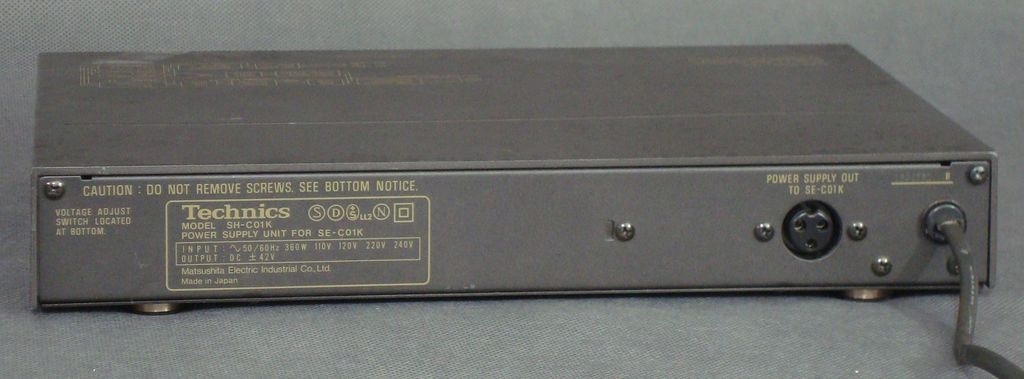 CAUTION : DO NOT REMOVE SCREWS. SEE BOTTOM NOTICE.
VOLTAGE ADJUST
SWITCH LOCATED
AT BOTTOM.
Technics
MODEL SH-C01K
POWER SUPPLY UNIT FOR SE-C01K
INPUT: ∿50/60Hz 360W 110V 120V 220V 240V
OUTPUT: DC ±42V
Matsushita Electric Industrial Co., Ltd.
Made in Japan
POWER SUPPLY OUT
TO SE-C01K